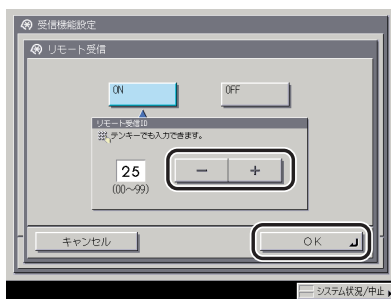 受信機能設定
リモート受信
ON
OFF
リモート受信ID
テンキーでも入力できます。
25
－
+
(00～99)
キャンセル
OK
システム状況/中止